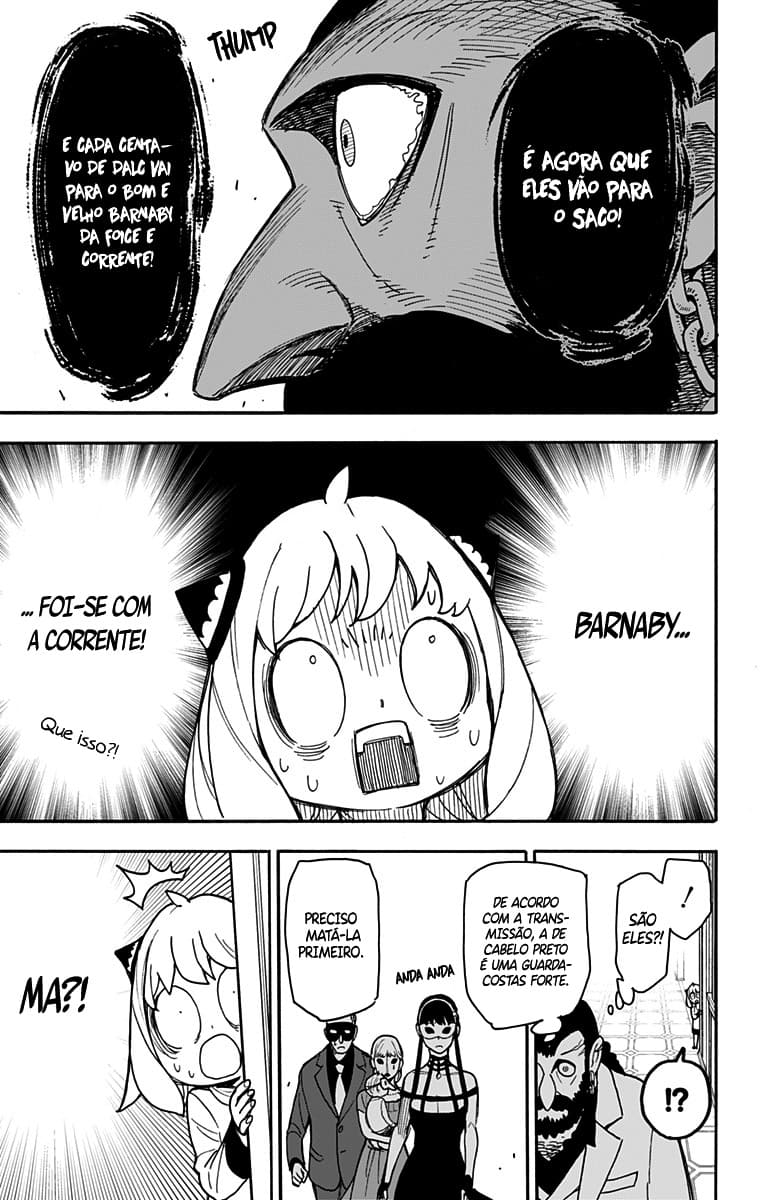 THUMP
É AGORA QUE
ELES VÃO PARA
O SACO!
E CADA CENTA-
VO DE DALC VAI
PARA O BOM E
VELHO BARNABY
DA FOICE E
CORRENTE!
BARNABY...
... FOI-SE COM
A CORRENTE!
Que isso?!
!
SÃO
ELES?!
!?
DE ACORDO
COM A TRANS-
MISSÃO, A DE
CABELO PRETO
É UMA GUARDA-
COSTAS FORTE.
PRECISO
MATÁ-LA
PRIMEIRO.
ANDA ANDA
MA?!